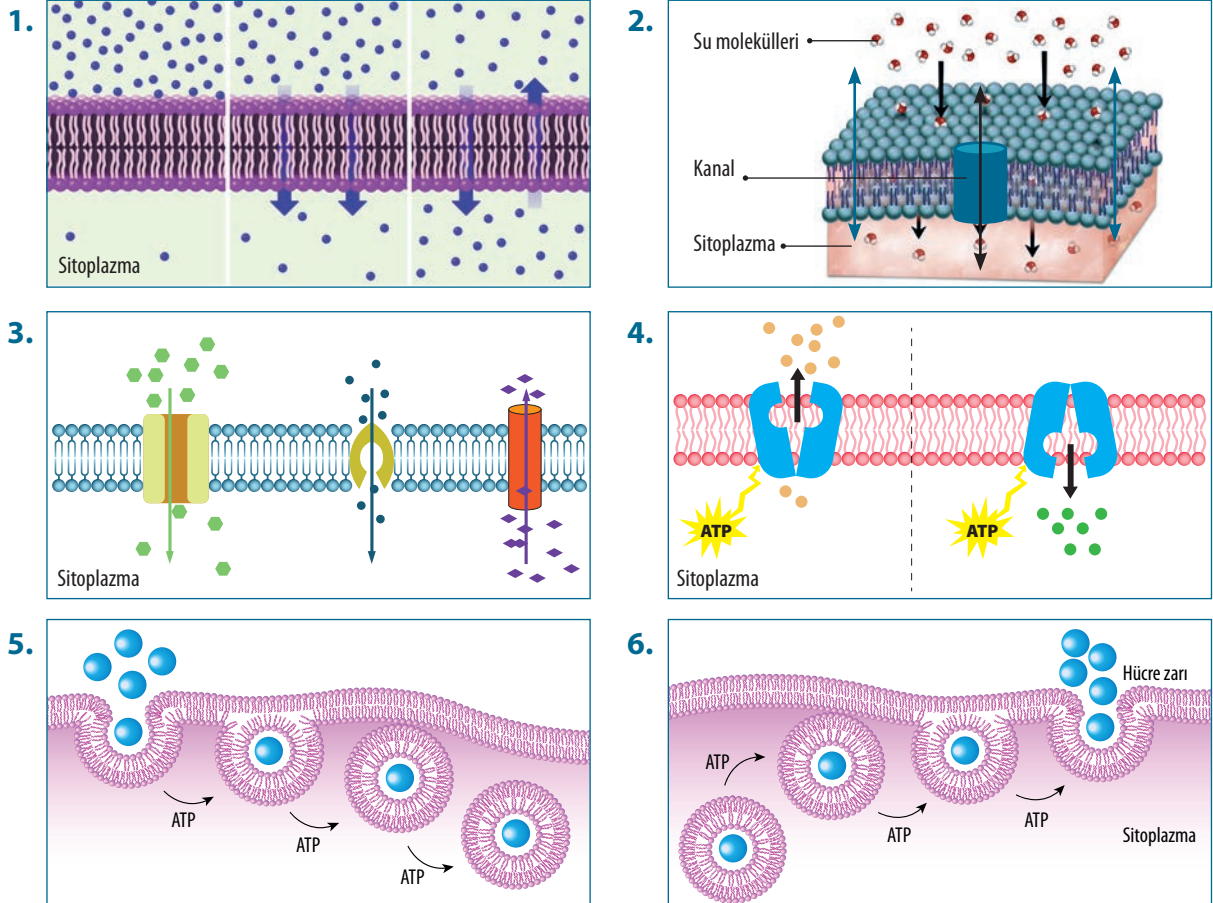 1.
Sitoplazma
2.
Su molekülleri
Kanal
Sitoplazma
3.
Sitoplazma
4.
ATP
ATP
Sitoplazma
5.
ATP
ATP
ATP
6.
Hücre zarı
ATP
ATP
ATP
Sitoplazma